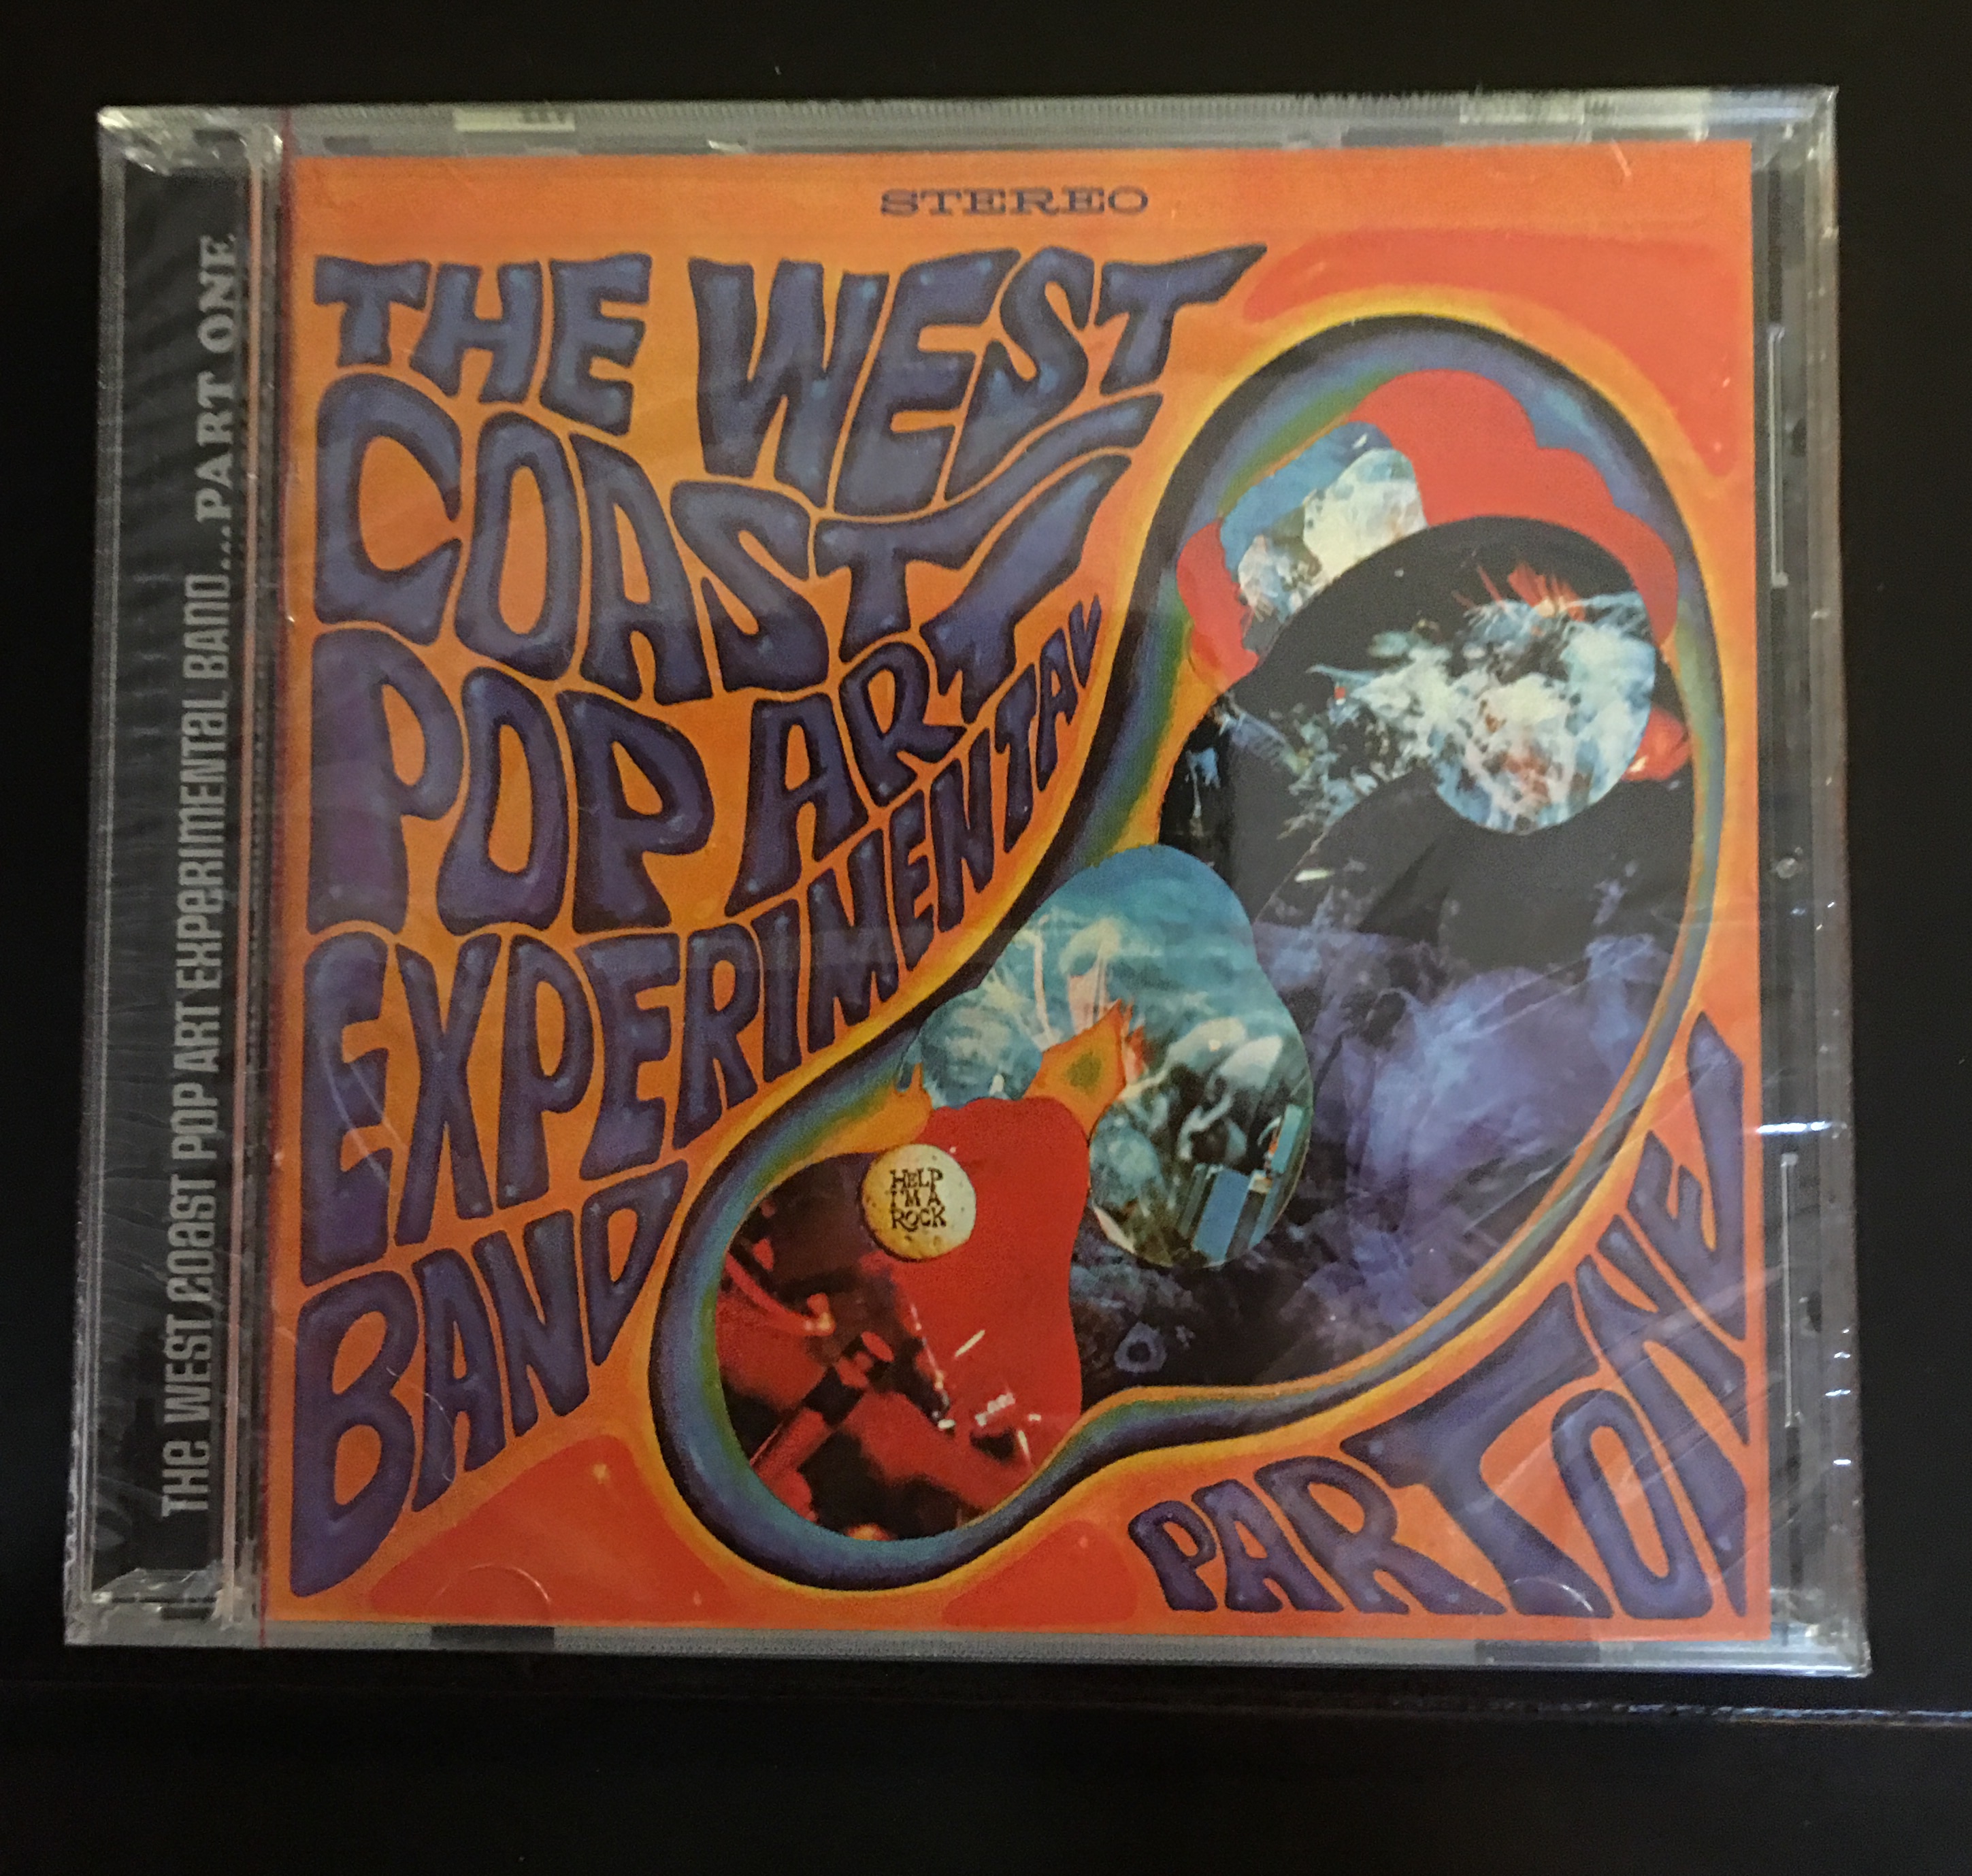 THE WEST COAST POP ART EXPERIMENTAL BAND....PART ONE
STEREO
THE WEST
COAST
POP ART
EXPERIMENTAL
BAND
HELP
I'M A
ROCK
PART ONE